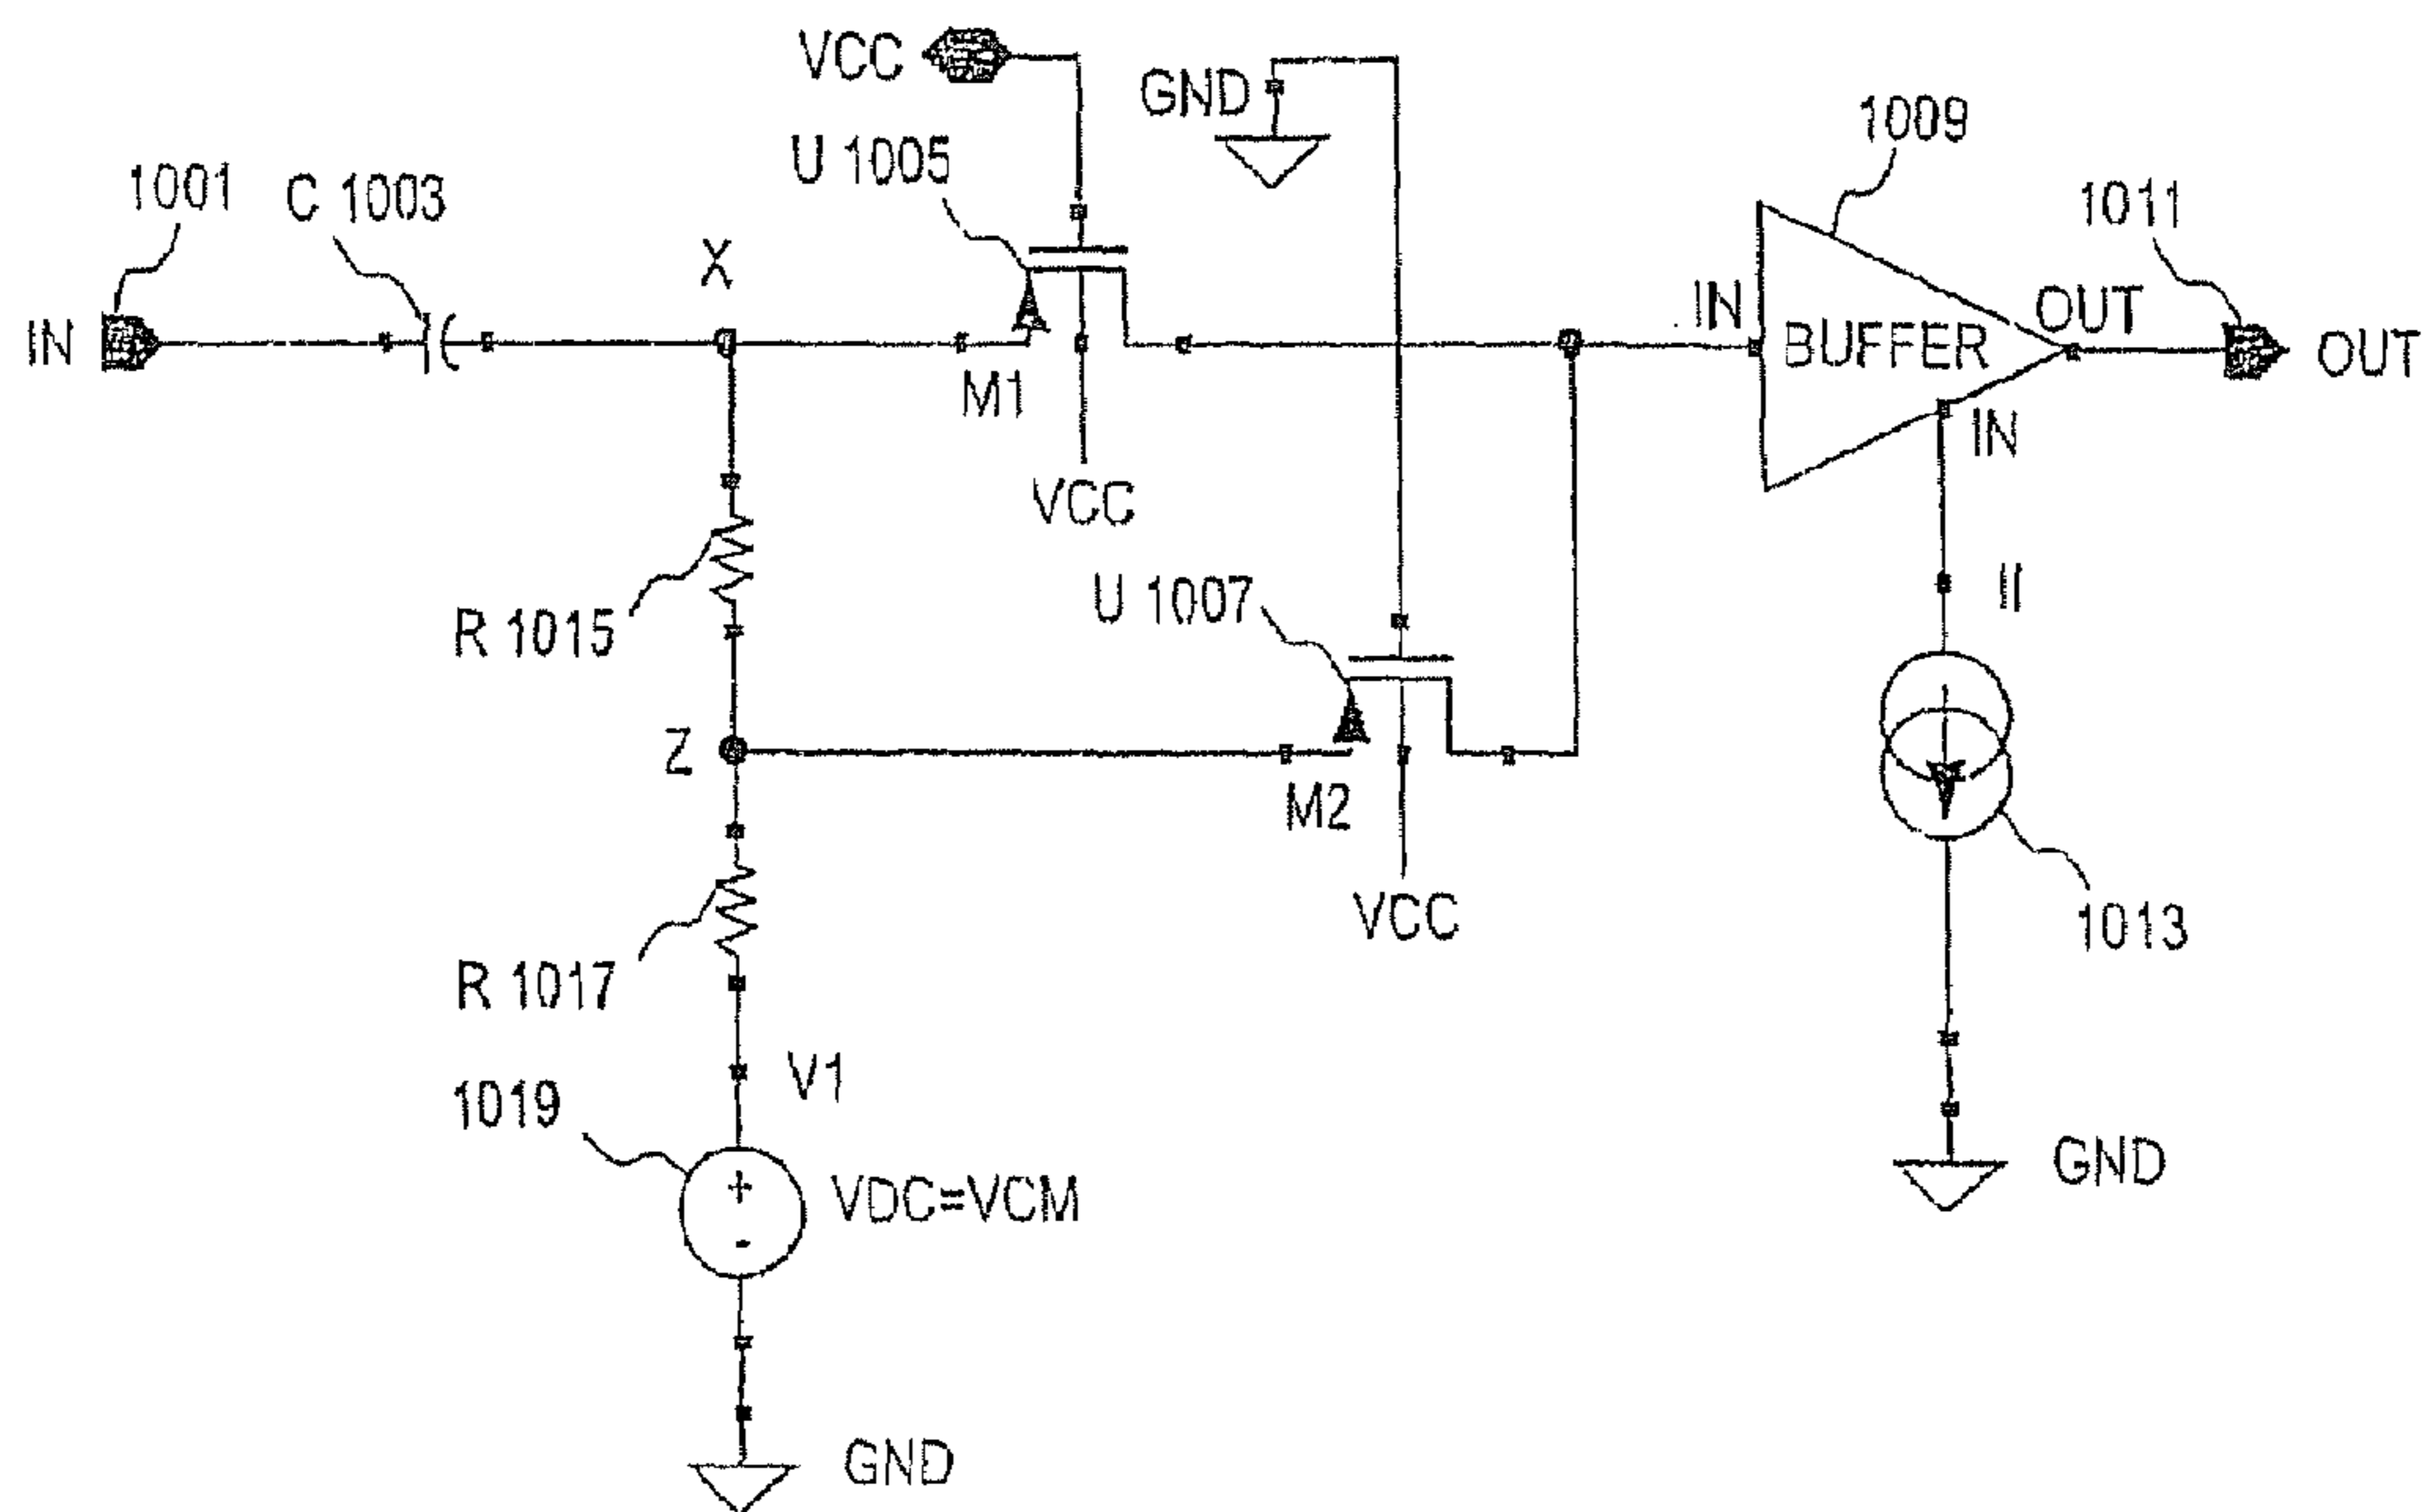 VCC
GND
1009
U 1005
1001
C 1003
1011
X
IN
IN
BUFFER
OUT
OUT
M1
IN
VCC
II
U 1007
R 1015
Z
M2
VCC
1013
R 1017
V1
1019
+
-
VDC=VCM
GND
GND